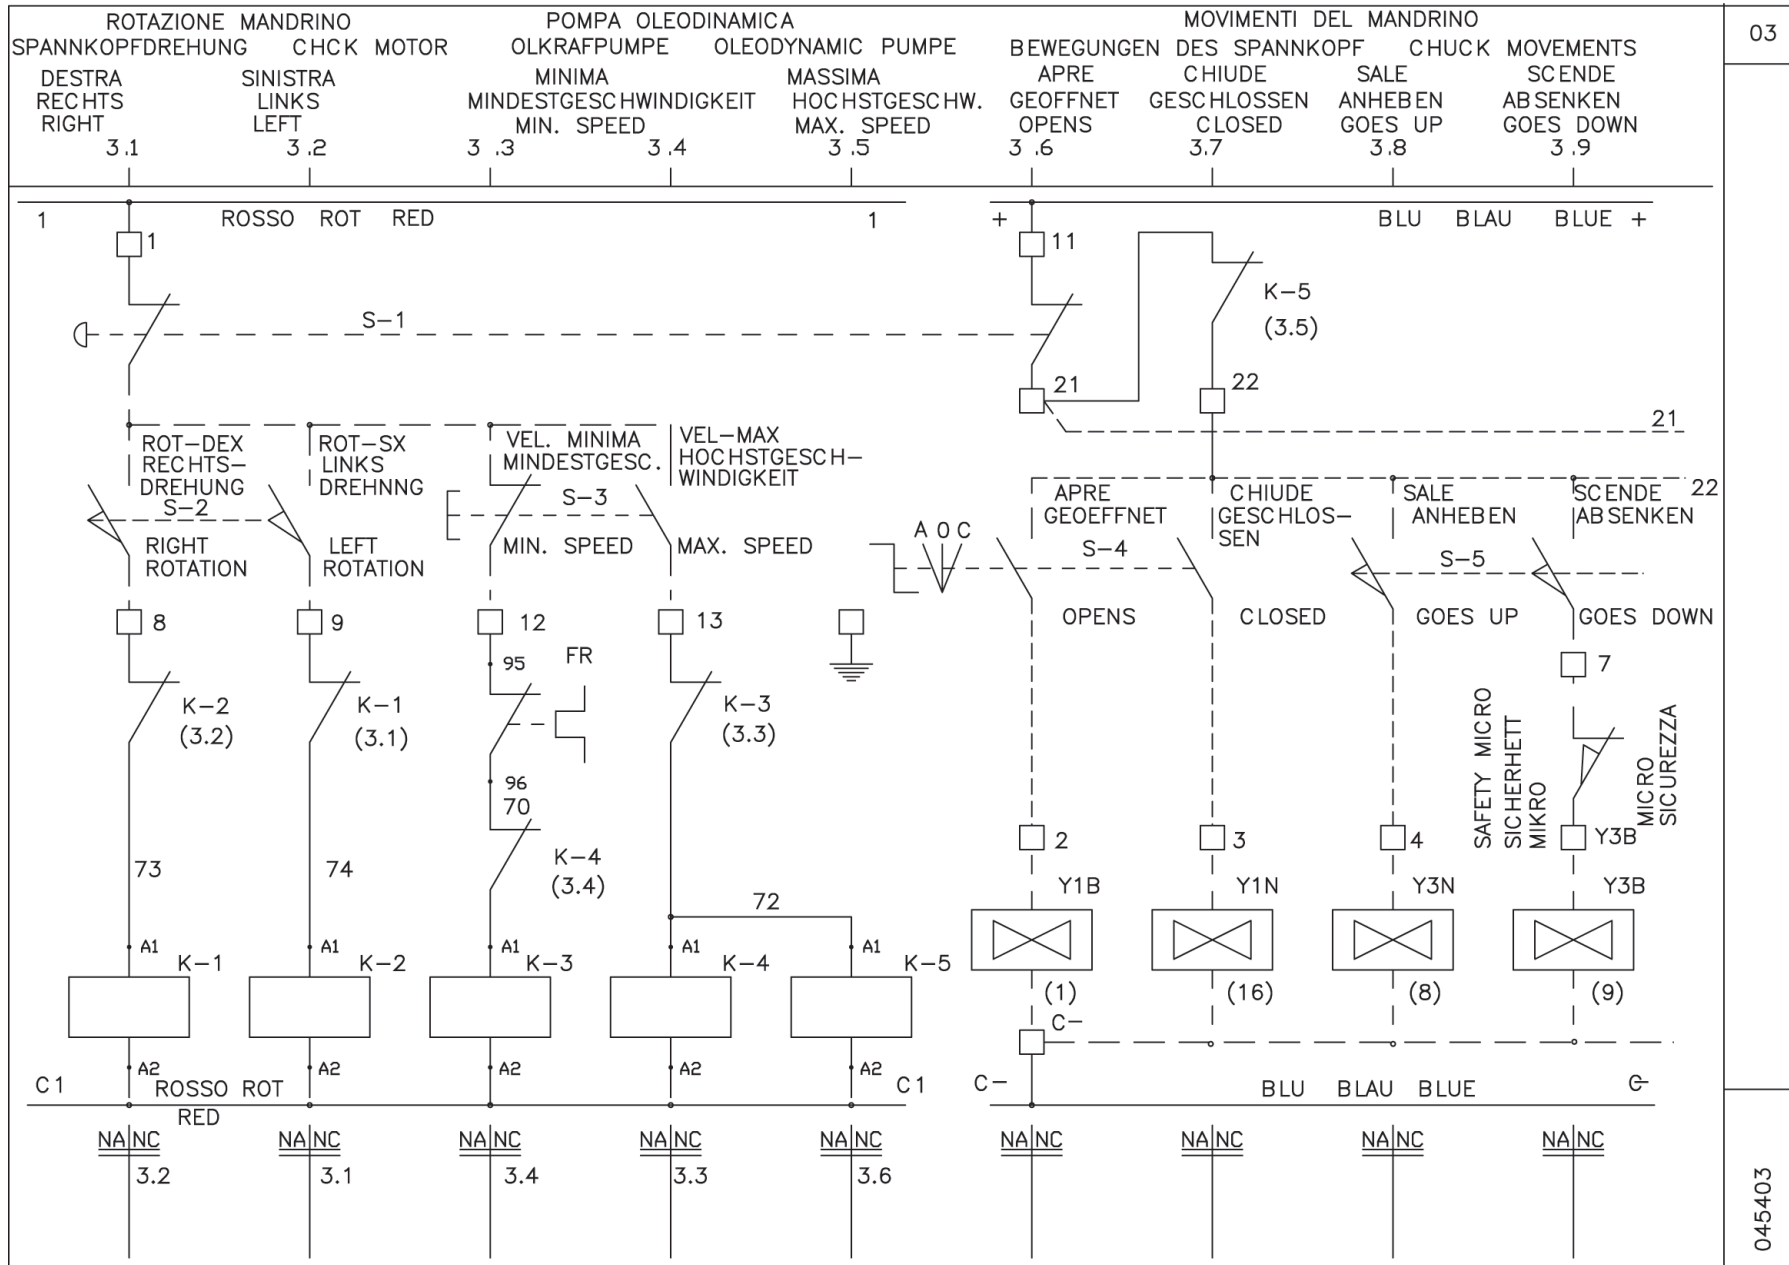 ROTAZIONE MANDRINO
SPANNKOPFDREHUNG CHCK MOTOR
POMPA OLEODINAMICA
OLKRAFPUMPE OLEODYNAMIC PUMPE
MOVIMENTI DEL MANDRINO
BEWEGUNGEN DES SPANNKOPF CHUCK MOVEMENTS
03
DESTRA
RECHTS
RIGHT
3.1
SINISTRA
LINKS
LEFT
3.2
MINIMA
MINDESTGESCHWINDIGKEIT
MIN. SPEED
3.3
3.4
MASSIMA
HOCHSTGESCHW.
MAX. SPEED
3.5
APRE
GEOFFNET
OPENS
3.6
CHIUDE
GESCHLOSSEN
CLOSED
3.7
SALE
ANHEBEN
GOES UP
3.8
SCENDE
ABSENKEN
GOES DOWN
3.9
1 ROSSO ROT RED 1
+ BLU BLAU BLUE +
1
11
K-5
(3.5)
S-1
21
22
21
ROT-DEX
RECHTS-
DREHUNG
S-2
RIGHT
ROTATION
ROT-SX
LINKS
DREHNNG
LEFT
ROTATION
VEL. MINIMA
MINDESTGESC.
S-3
MIN. SPEED
VEL-MAX
HOCHSTGESCH-
WINDIGKEIT
MAX. SPEED
22
A O C
APRE
GEOEFFNET
S-4
OPENS
CHIUDE
GESCHLOS-
SEN
CLOSED
SALE
ANHEBEN
S-5
GOES UP
SCENDE
ABSENKEN
GOES DOWN
8
9
12
13
7
95
FR
K-2
(3.2)
K-1
(3.1)
K-3
(3.3)
96
70
K-4
(3.4)
SAFETY MICRO
SICHERHETT
MIKRO
MICRO
SICUREZZA
2
3
4
Y3B
73
74
72
Y1B
Y1N
Y3N
Y3B
A1
K-1
A1
K-2
A1
K-3
A1
K-4
A1
K-5
(1)
(16)
(8)
(9)
C-
A2
A2
A2
A2
A2
C1 ROSSO ROT
RED
C1
C- BLU BLAU BLUE C-
NA NC
3.2
NA NC
3.1
NA NC
3.4
NA NC
3.3
NA NC
3.6
NA NC
NA NC
NA NC
NA NC
045403